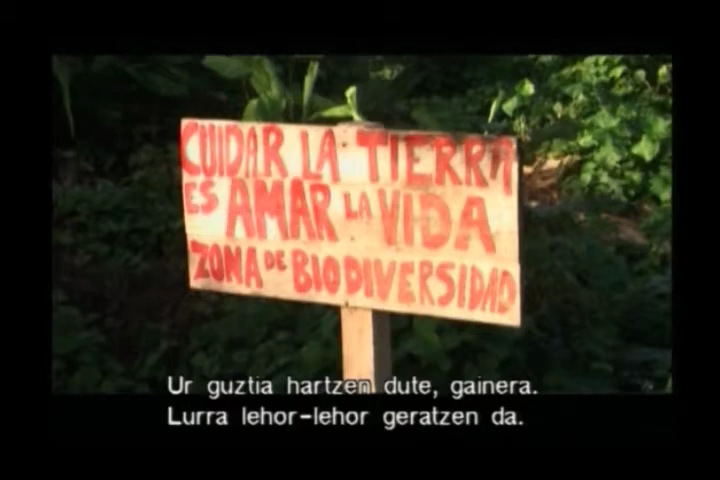 CUIDAR LA TIERRA
ES AMAR LA VIDA
ZONA DE BIODIVERSIDAD
Ur guztia hartzen dute, gainera.
Lurra lehor-lehor geratzen da.